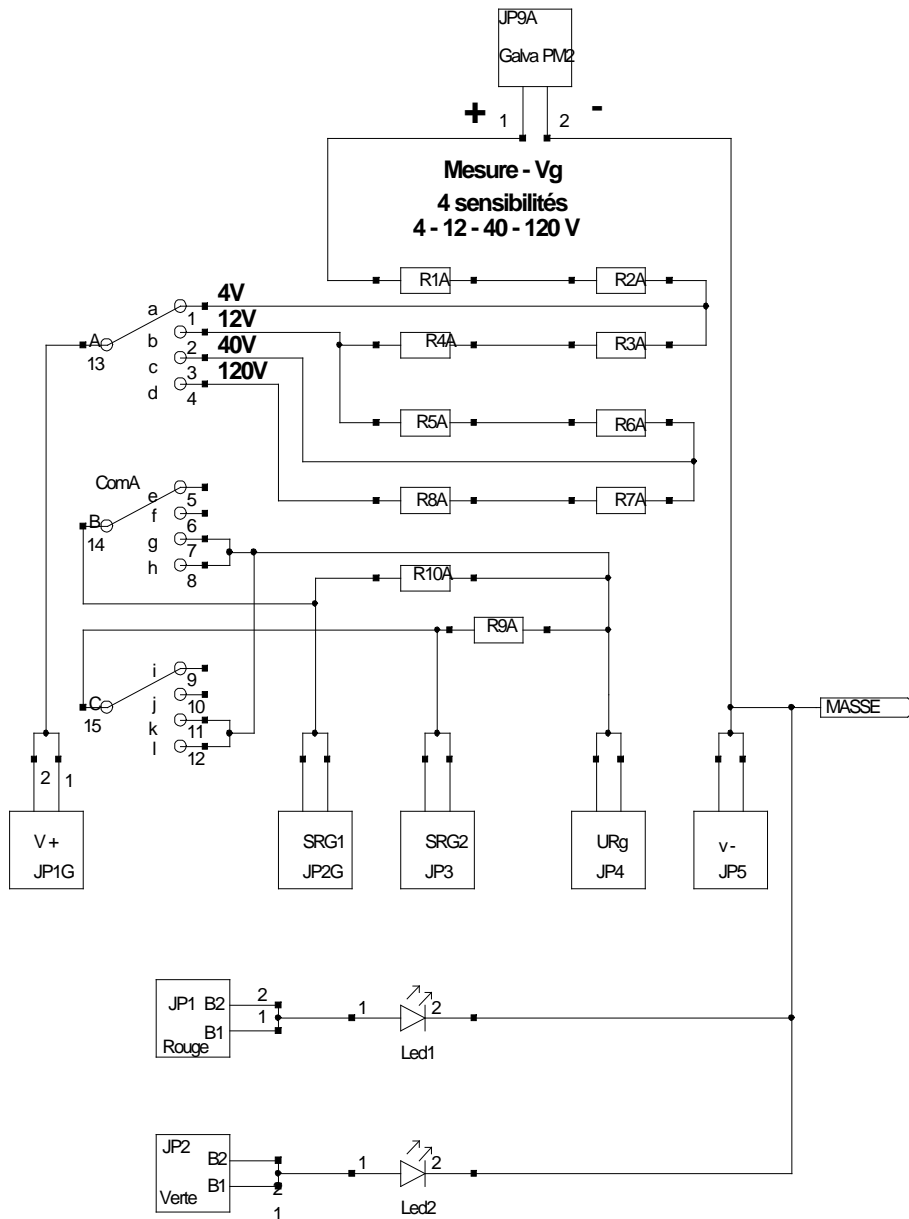 JP9A
Galva PM2
+ 1 2 -
Mesure - Vg
4 sensibilités
4 - 12 - 40 - 120 V
R1A R2A
a 4V
1 12V
A b R4A R3A
13 2 40V
c 3 120V
d 4
R5A R6A
ComA
e 5
R8A R7A
B f 6
14 g 7
h 8
R10A
R9A
i 9
C j 10
15 k 11
l 12
MASSE
2 1
V + SRG1 SRG2 URg v -
JP1G JP2G JP3 JP4 JP5
JP1 B2 2
1 1 2
B1
Rouge Led1
JP2 B2 1 2
B1 2
Verte 1 Led2